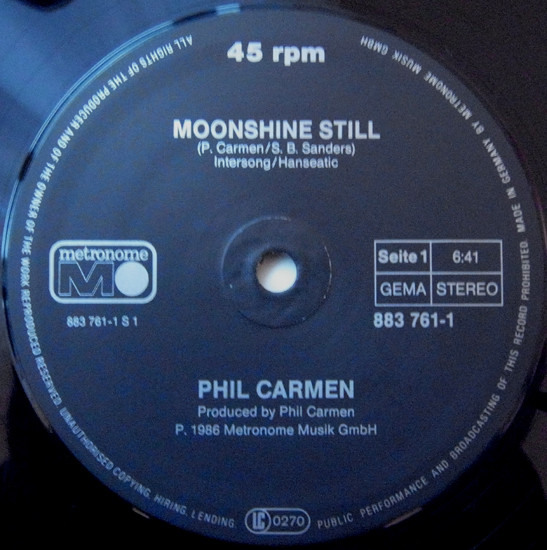 45 rpm
MOONSHINE STILL
(P. Carmen/S. B. Sanders)
Intersong/Hanseatic
metronome
M
883 761-1 S 1
Seite 1 6:41
GEMA STEREO
883 761-1
PHIL CARMEN
Produced by Phil Carmen
P. 1986 Metronome Musik GmbH
LC 0270
ALL RIGHTS OF THE PRODUCER AND OF THE OWNER OF THE WORK REPRODUCED RESERVED. UNAUTHORISED COPYING, HIRING, LENDING, PUBLIC PERFORMANCE AND BROADCASTING OF THIS RECORD PROHIBITED. MADE IN GERMANY BY METRONOME MUSIK GMBH